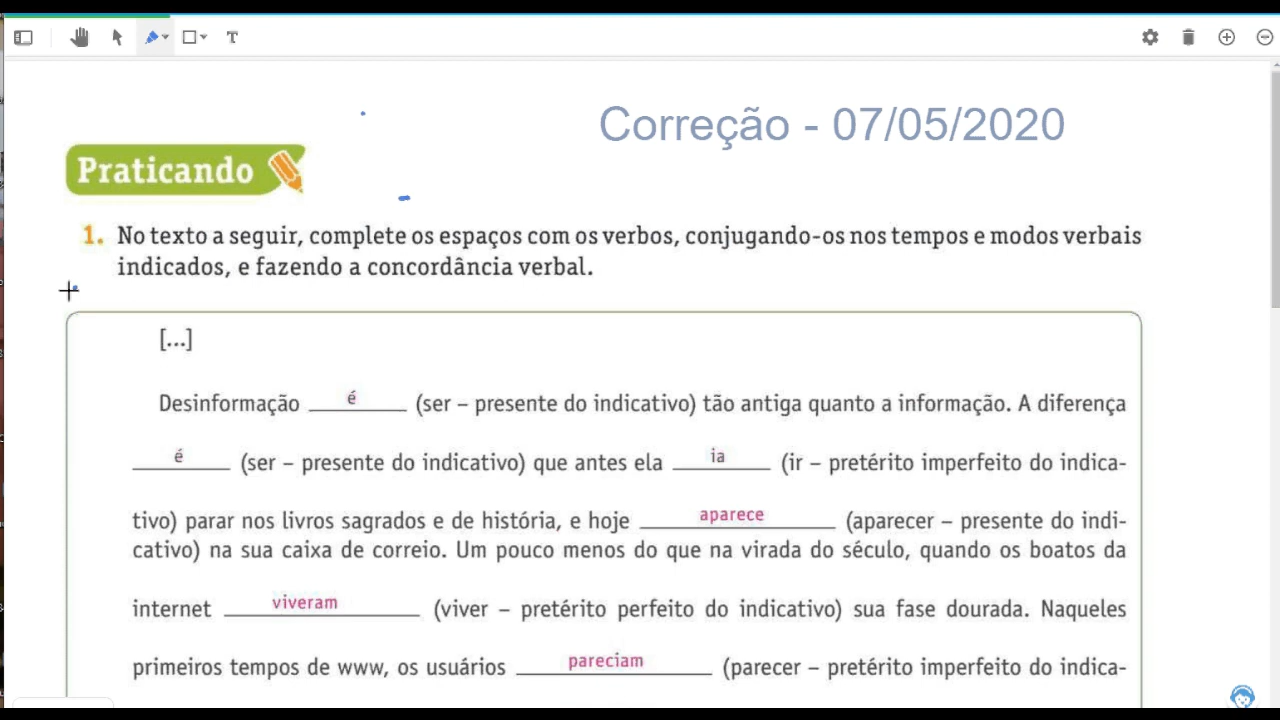 Correção - 07/05/2020
Praticando
1. No texto a seguir, complete os espaços com os verbos, conjugando-os nos tempos e modos verbais
indicados, e fazendo a concordância verbal.
[...]
Desinformação é (ser – presente do indicativo) tão antiga quanto a informação. A diferença
é (ser – presente do indicativo) que antes ela ia (ir – pretérito imperfeito do indica-
tivo) parar nos livros sagrados e de história, e hoje aparece (aparecer – presente do indi-
cativo) na sua caixa de correio. Um pouco menos do que na virada do século, quando os boatos da
internet viveram (viver – pretérito perfeito do indicativo) sua fase dourada. Naqueles
primeiros tempos de www, os usuários pareciam (parecer – pretérito imperfeito do indica-